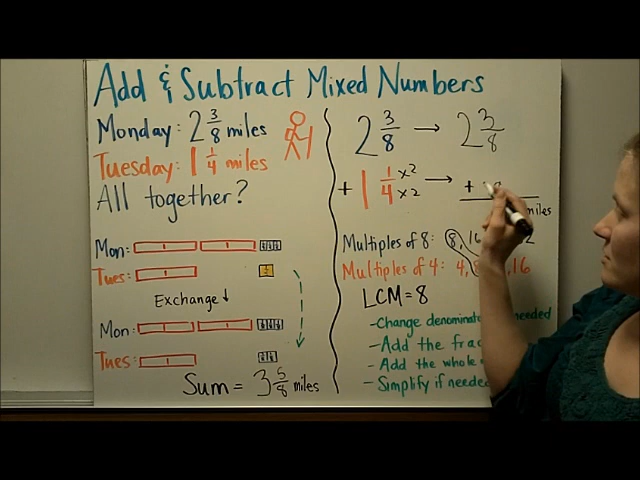 Add & Subtract Mixed Numbers
Monday: 2 3/8 miles
Tuesday: 1 1/4 miles
All together?
Mon:
Tues:
Exchange ↓
Mon:
Tues:
Sum = 3 5/8 miles
2 3/8 → 2 3/8
+ 1 1/4 x2 x2 → +
miles
Multiples of 8: 8, 16
Multiples of 4: 4, 8, 16
LCM = 8
- Change needed
- Add the
- Add the whole
- Simplify if needed